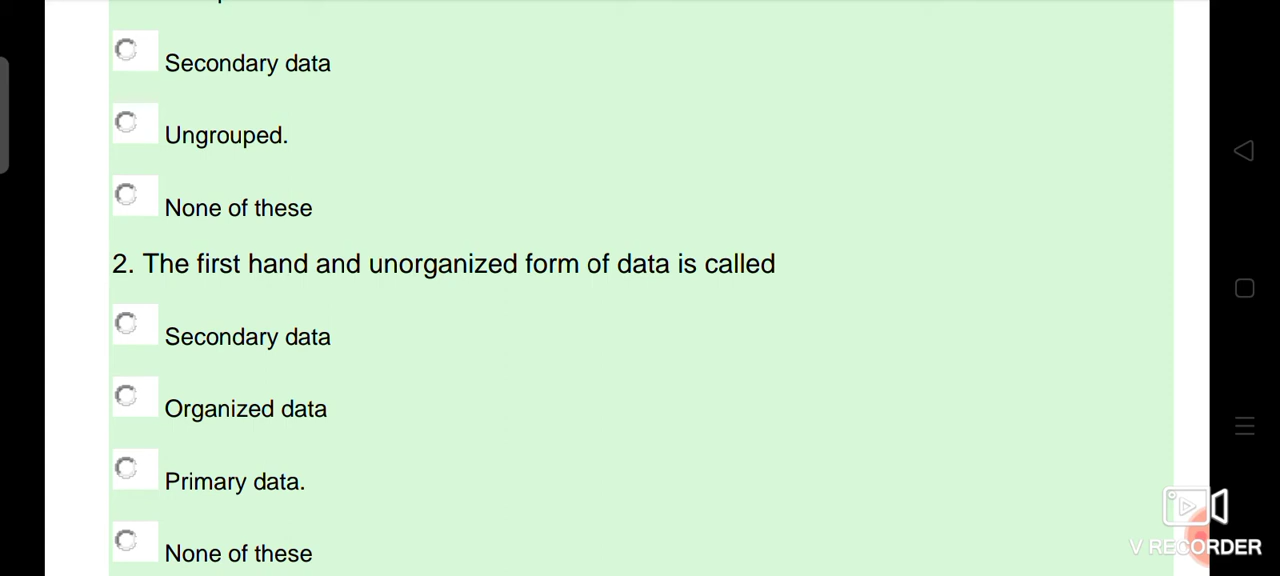 Secondary data
Ungrouped.
None of these
2. The first hand and unorganized form of data is called
Secondary data
Organized data
Primary data.
None of these
V RECORDER